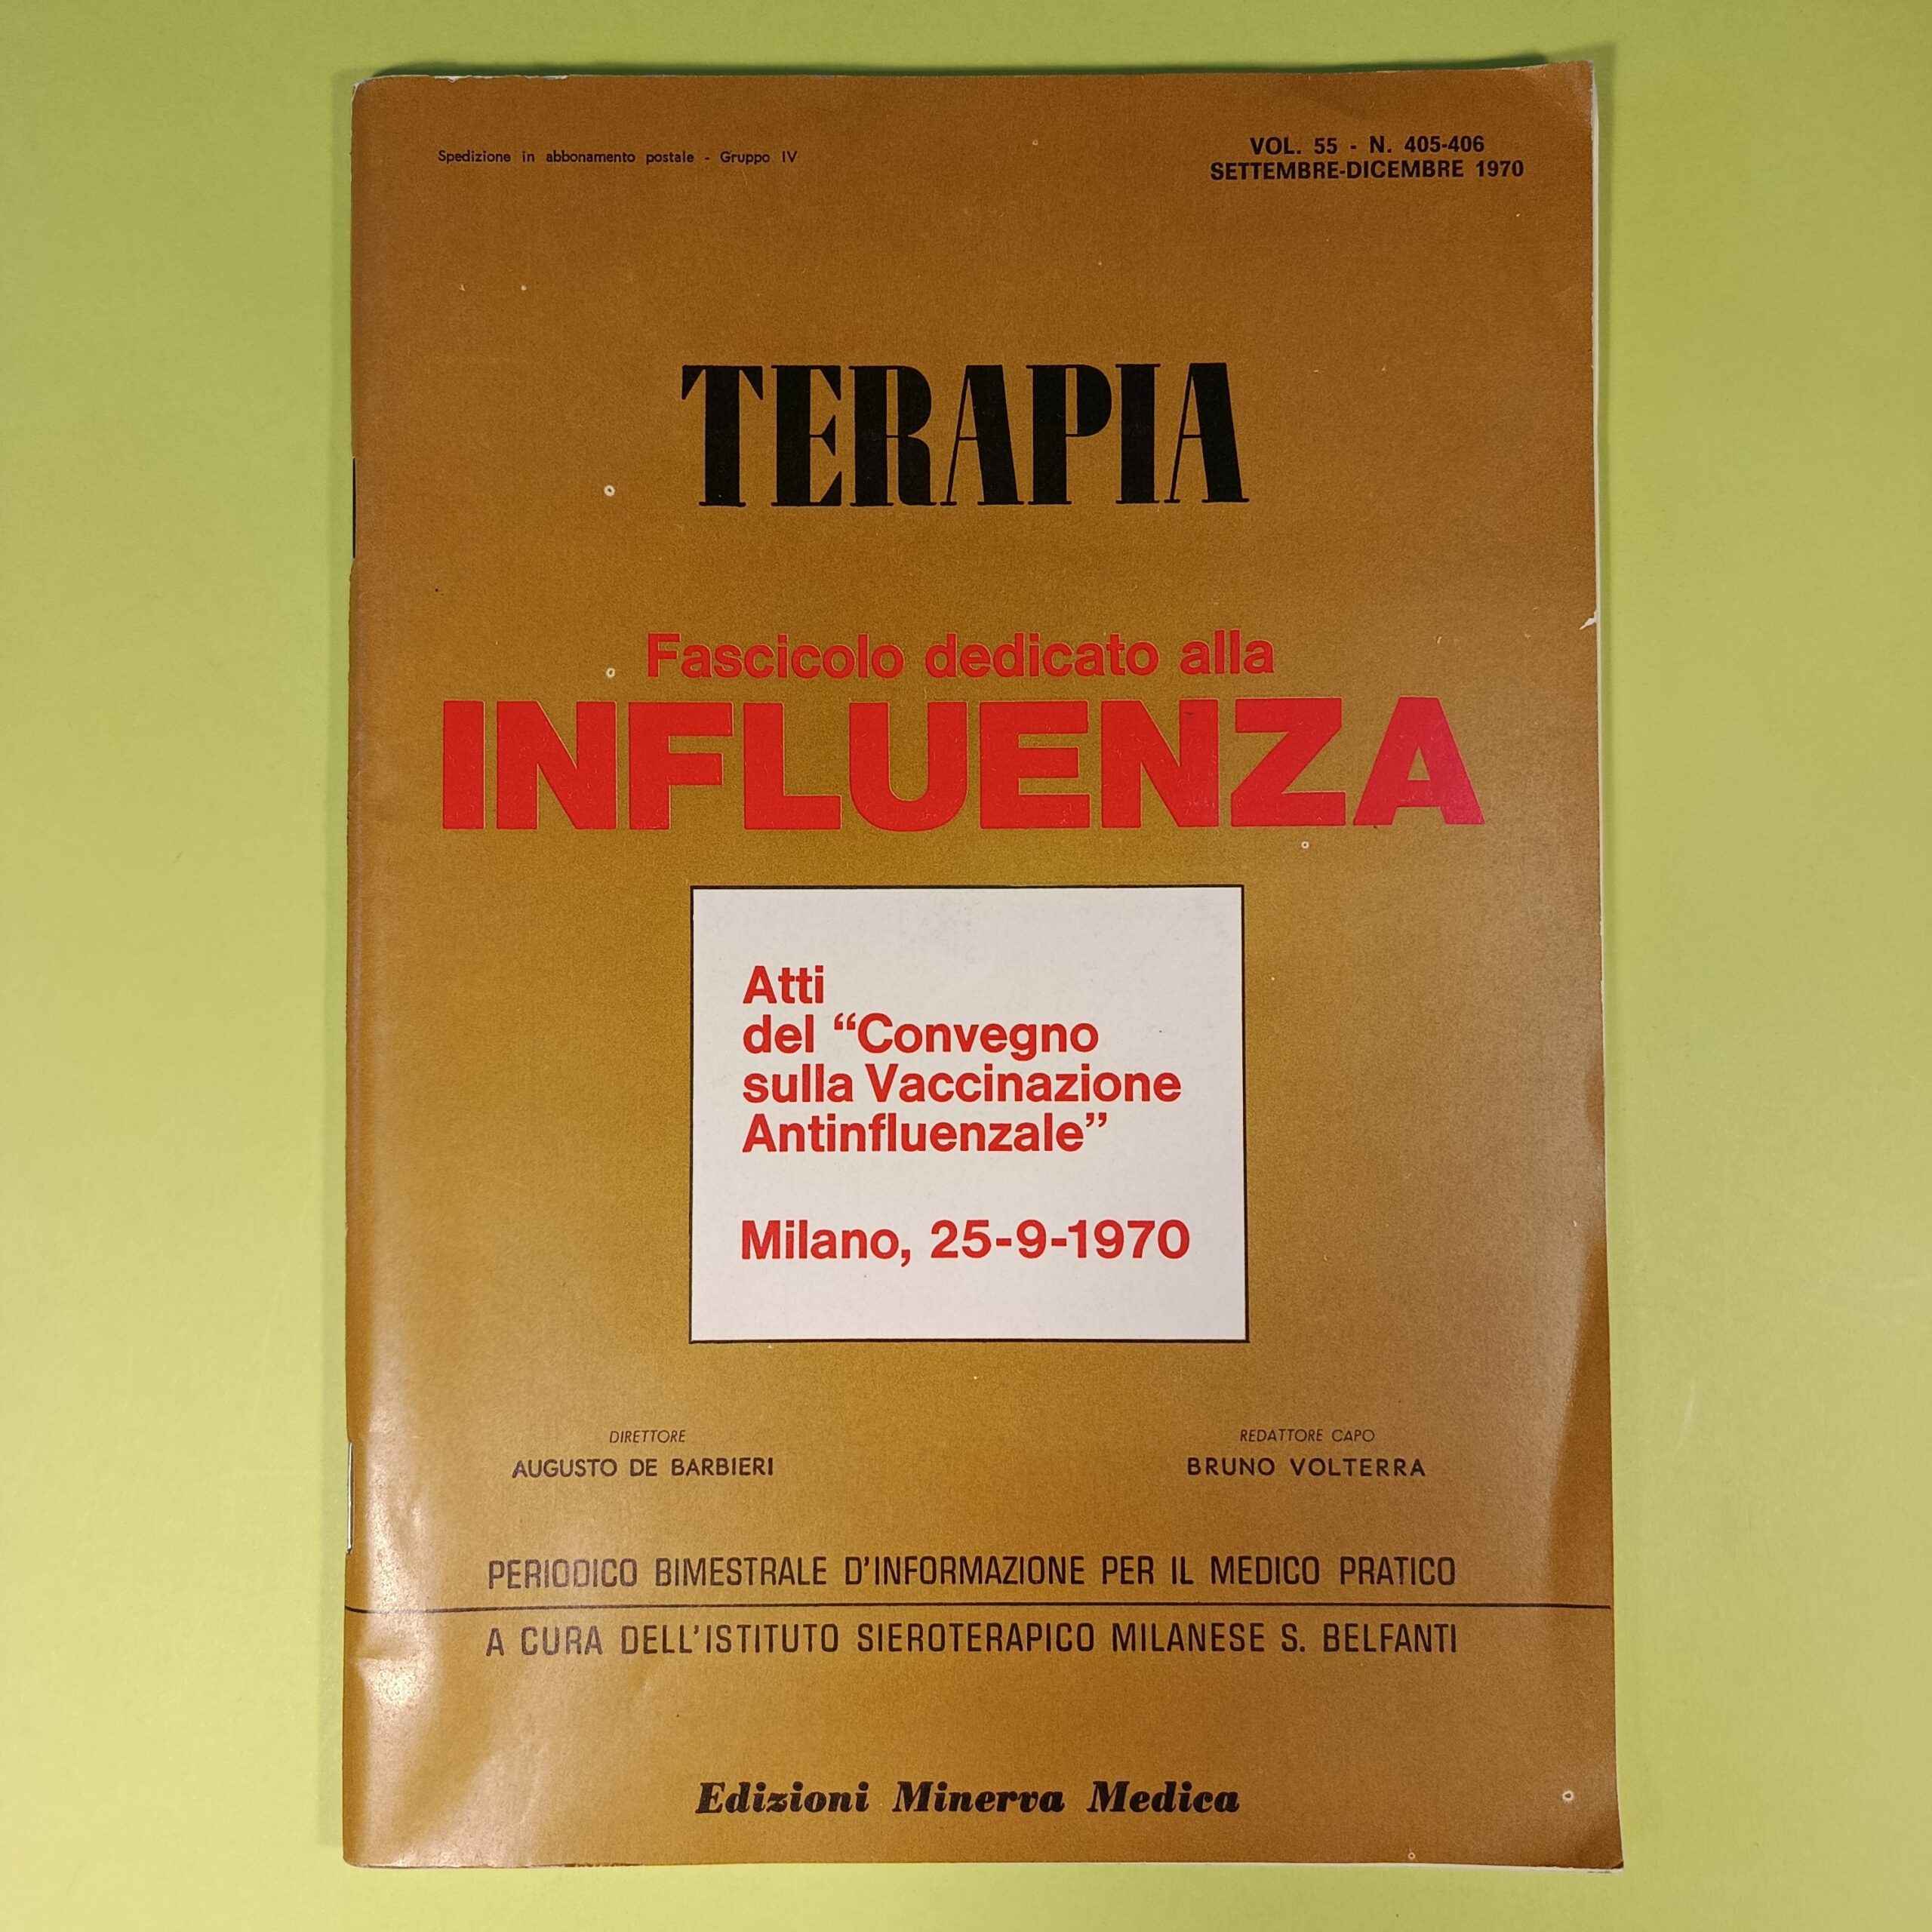 Spedizione in abbonamento postale - Gruppo IV
VOL. 55 - N. 405-406
SETTEMBRE-DICEMBRE 1970
TERAPIA
Fascicolo dedicato alla
INFLUENZA
Atti
del “Convegno
sulla Vaccinazione
Antinfluenzale”
Milano, 25-9-1970
DIRETTORE
AUGUSTO DE BARBIERI
REDATTORE CAPO
BRUNO VOLTERRA
PERIODICO BIMESTRALE D'INFORMAZIONE PER IL MEDICO PRATICO
A CURA DELL'ISTITUTO SIEROTERAPICO MILANESE S. BELFANTI
Edizioni Minerva Medica